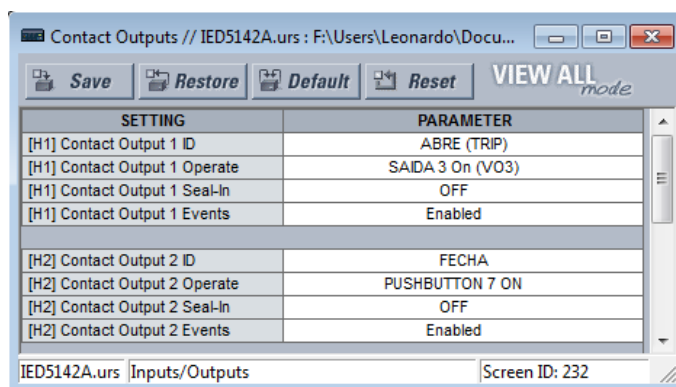 Contact Outputs // IED5142A.urs : F:\Users\Leonardo\Docu...
Save Restore Default Reset VIEW ALL mode
SETTING PARAMETER
[H1] Contact Output 1 ID ABRE (TRIP)
[H1] Contact Output 1 Operate SAIDA 3 On (VO3)
[H1] Contact Output 1 Seal-In OFF
[H1] Contact Output 1 Events Enabled
[H2] Contact Output 2 ID FECHA
[H2] Contact Output 2 Operate PUSHBUTTON 7 ON
[H2] Contact Output 2 Seal-In OFF
[H2] Contact Output 2 Events Enabled
IED5142A.urs Inputs/Outputs Screen ID: 232